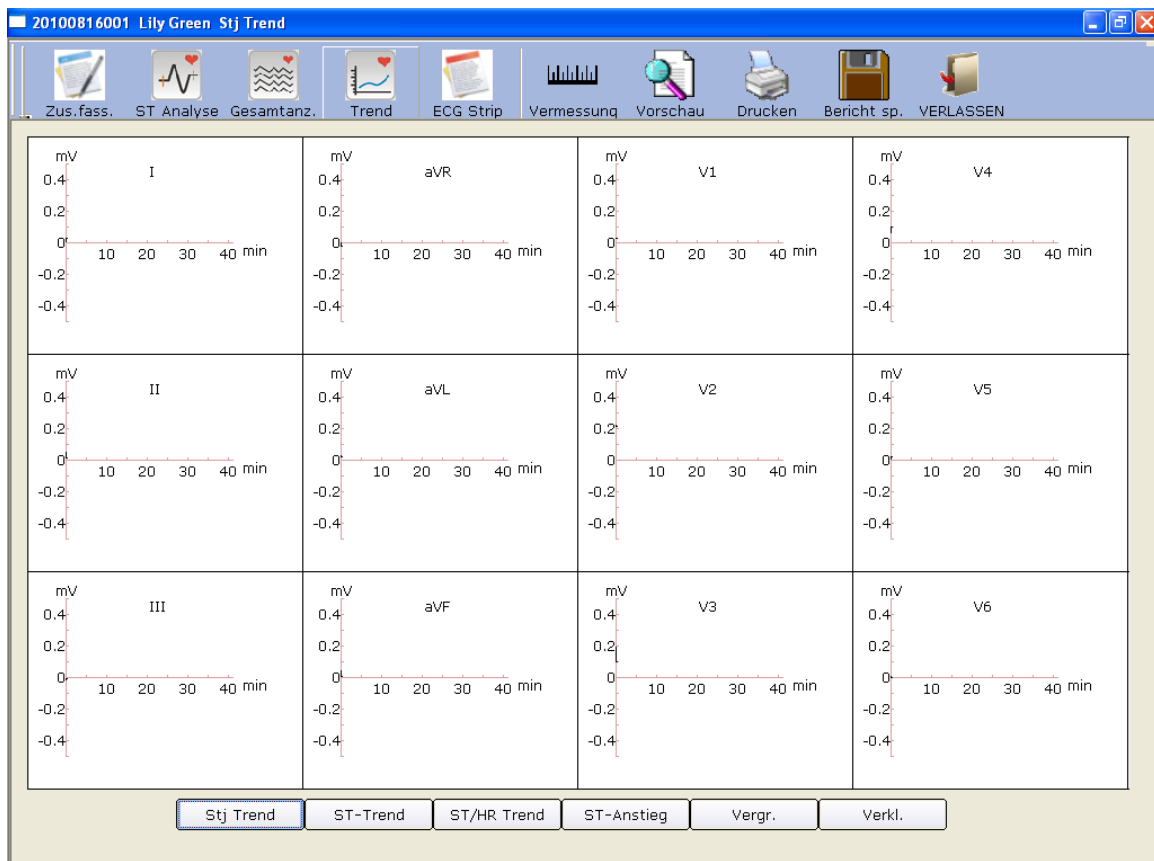 20100816001 Lily Green Stj Trend
Zus.fass. ST Analyse Gesamtanz. Trend ECG Strip Vermessung Vorschau Drucken Bericht sp. VERLASSEN
mV mV mV mV
I aVR V1 V4
0.4 0.4 0.4 0.4
0.2 0.2 0.2 0.2
0 0 0 0
10 20 30 40 min 10 20 30 40 min 10 20 30 40 min 10 20 30 40 min
-0.2 -0.2 -0.2 -0.2
-0.4 -0.4 -0.4 -0.4
mV mV mV mV
II aVL V2 V5
0.4 0.4 0.4 0.4
0.2 0.2 0.2 0.2
0 0 0 0
10 20 30 40 min 10 20 30 40 min 10 20 30 40 min 10 20 30 40 min
-0.2 -0.2 -0.2 -0.2
-0.4 -0.4 -0.4 -0.4
mV mV mV mV
III aVF V3 V6
0.4 0.4 0.4 0.4
0.2 0.2 0.2 0.2
0 0 0 0
10 20 30 40 min 10 20 30 40 min 10 20 30 40 min 10 20 30 40 min
-0.2 -0.2 -0.2 -0.2
-0.4 -0.4 -0.4 -0.4
Stj Trend ST-Trend ST/HR Trend ST-Anstieg Vergr. Verkl.